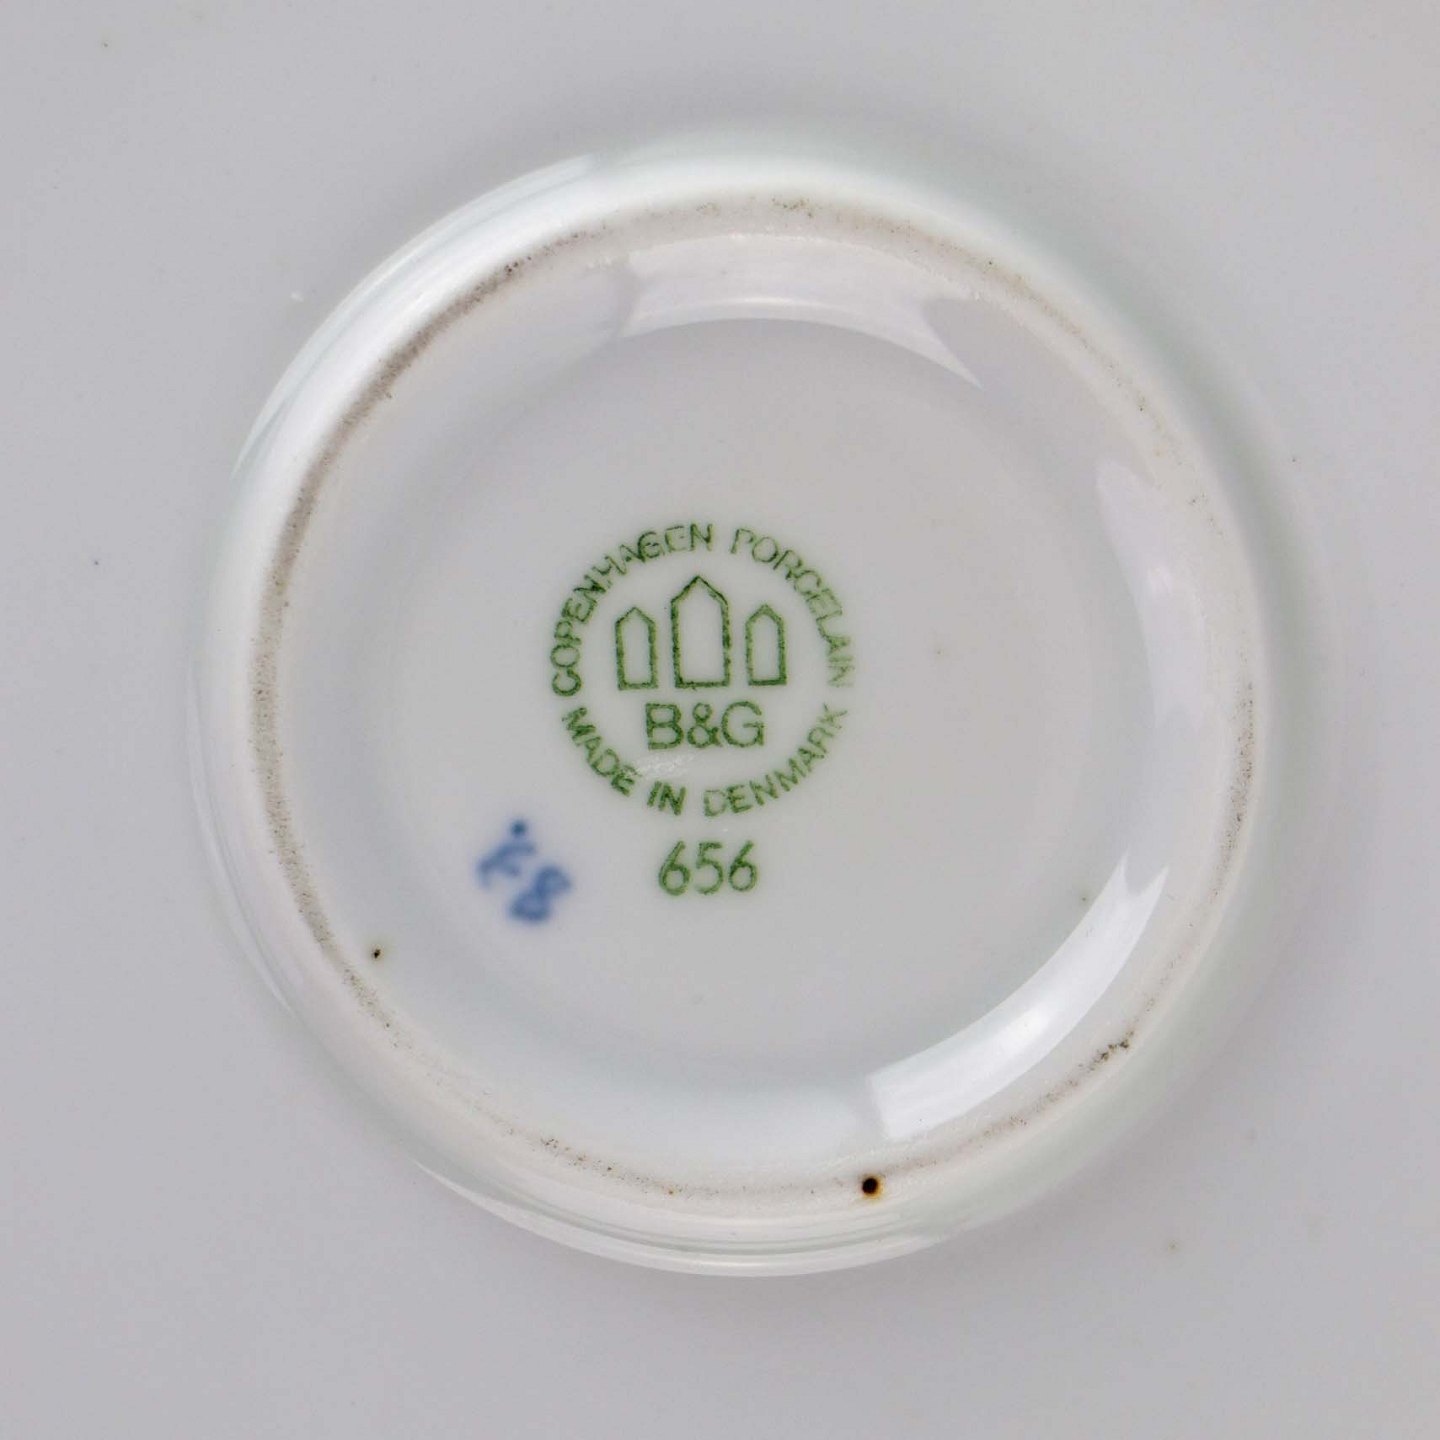 COPENHAGEN PORCELAIN
B&G
MADE IN DENMARK
656